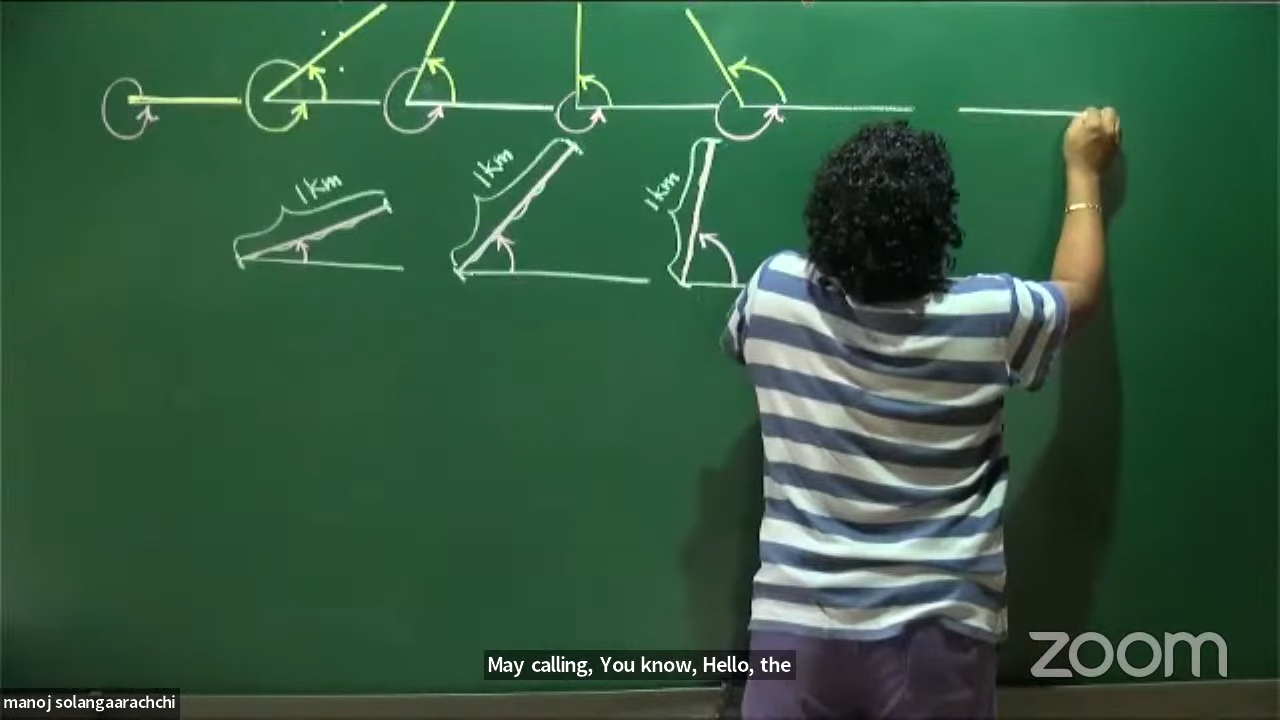 1km
1km
1km
May calling, You know, Hello, the
zoom
manoj solangaarachchi